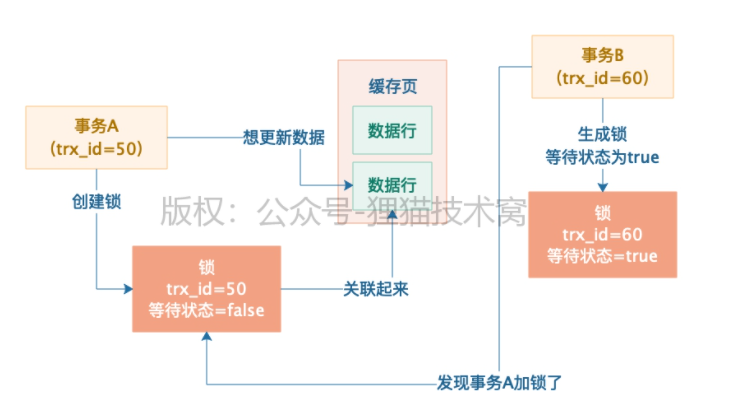 事务B
（trx_id=60）
缓存页
数据行
事务A
（trx_id=50）
想更新数据
生成锁
等待状态为true
数据行
创建锁
版权：公众号-狸猫技术窝
锁
trx_id=60
等待状态=true
锁
trx_id=50
等待状态=false
关联起来
发现事务A加锁了